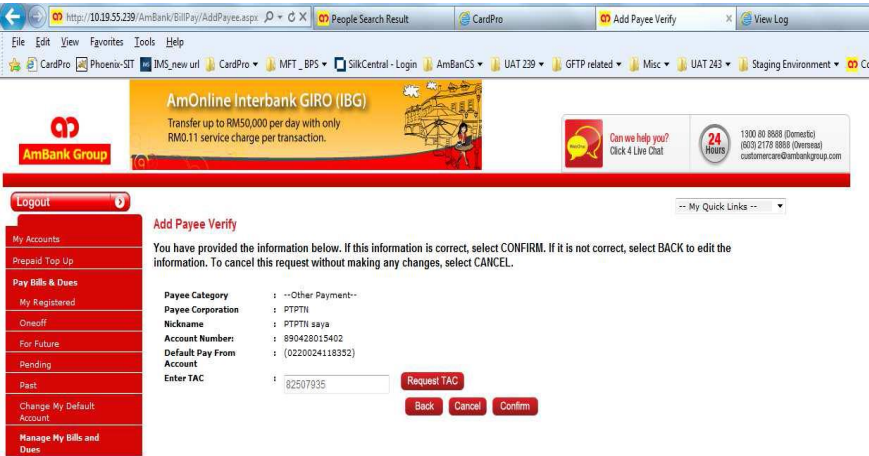 http://10.19.55.239/AmBank/BillPay/AddPayee.aspx
People Search Result
CardPro
Add Payee Verify
View Log
File Edit View Favorites Tools Help
CardPro Phoenix-SIT IMS_new url CardPro MFT_BPS SilkCentral - Login AmBanCS UAT 239 GFTP related Misc UAT 243 Staging Environment Co
AmBank Group
AmOnline Interbank GIRO (IBG)
Transfer up to RM50,000 per day with only
RM0.11 service charge per transaction.
Can we help you?
Click 4 Live Chat
24
Hours
1300 80 8888 (Domestic)
(603) 2178 8888 (Overseas)
customercare@ambankgroup.com
Logout
-- My Quick Links --
My Accounts
Prepaid Top Up
Pay Bills & Dues
My Registered
Oneoff
For Future
Pending
Past
Change My Default
Account
Manage My Bills and
Dues
Add Payee Verify
You have provided the information below. If this information is correct, select CONFIRM. If it is not correct, select BACK to edit the
information. To cancel this request without making any changes, select CANCEL.
Payee Category : --Other Payment--
Payee Corporation : PTPTN
Nickname : PTPTN saya
Account Number: : 890428015402
Default Pay From : (0220024118352)
Account
Enter TAC : 82507935 Request TAC
Back Cancel Confirm